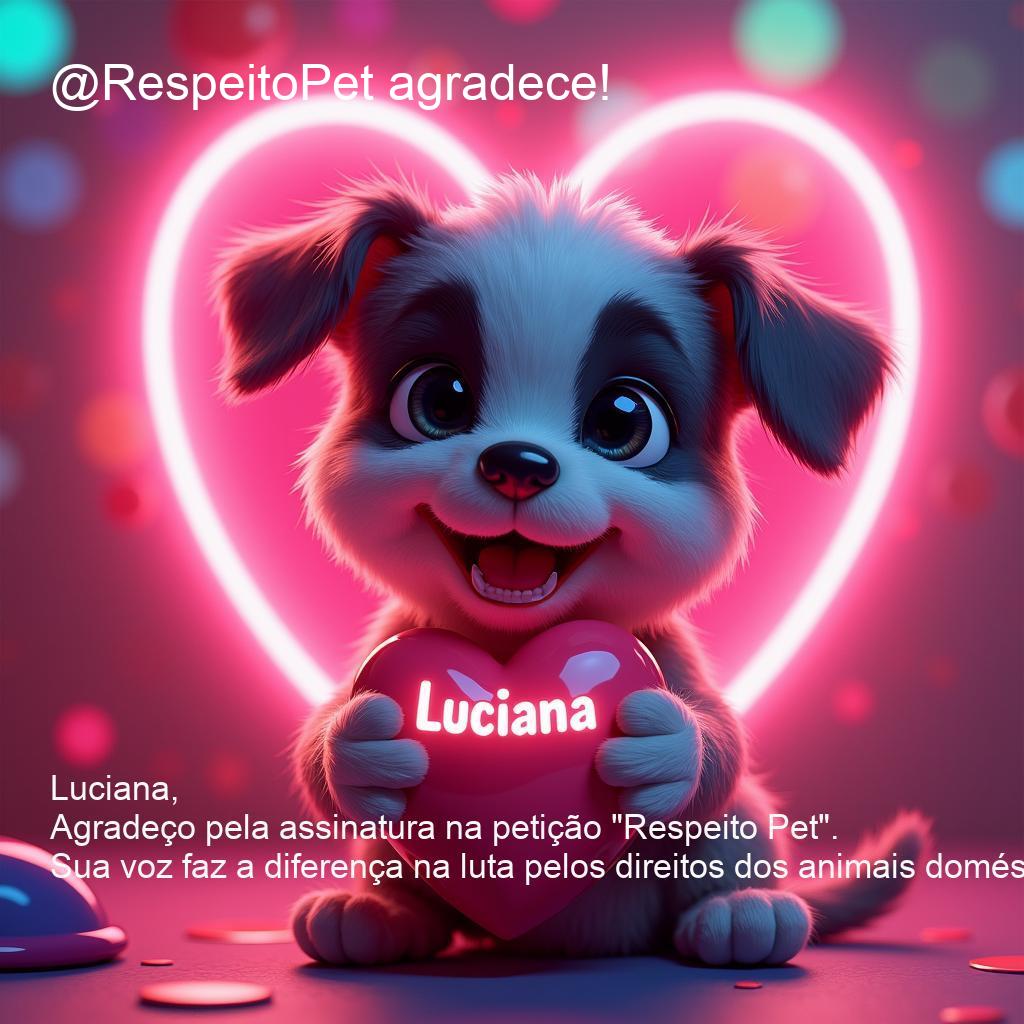 @RespeitoPet agradece!
Luciana
Luciana,
Agradeço pela assinatura na petição "Respeito Pet".
Sua voz faz a diferença na luta pelos direitos dos animais domés